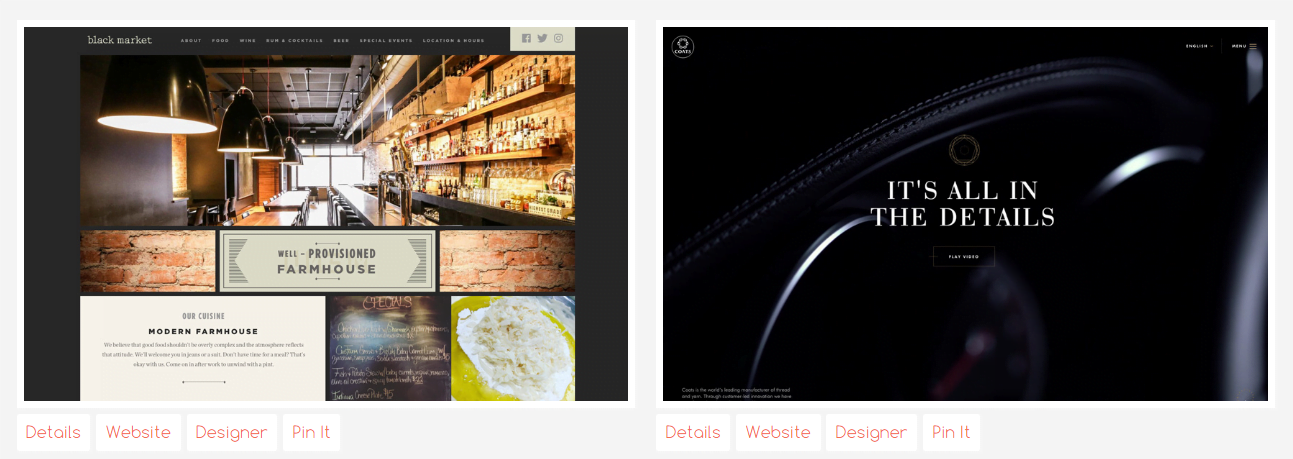 black market
ABOUT FOOD WINE RUM & COCKTAILS BEER SPECIAL EVENTS LOCATION & HOURS
WELL - PROVISIONED
FARMHOUSE
OUR CUISINE
MODERN FARMHOUSE
We believe that good food shouldn't be overly complex and the atmosphere reflects
that attitude. We'll welcome you in jeans or a suit. Don't have time for a meal? That's
okay with us. Come on in after work to unwind with a pint.
SPECIALS
Details Website Designer Pin It
COATS
ENGLISH
MENU
IT'S ALL IN
THE DETAILS
PLAY VIDEO
Coats is the world's leading manufacturer of thread
and yarn. Through customer led innovation we have
Details Website Designer Pin It